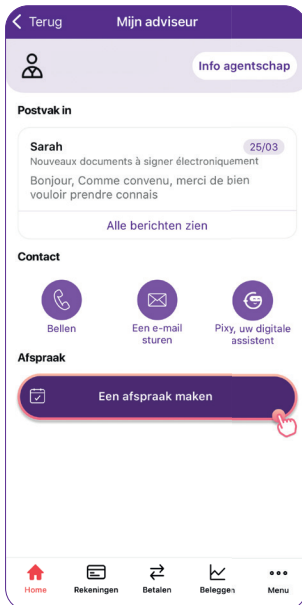 Terug Mijn adviseur
Info agentschap
Postvak in
Sarah 25/03
Nouveaux documents à signer électroniquement
Bonjour, Comme convenu, merci de bien
vouloir prendre connais
Alle berichten zien
Contact
Bellen
Een e-mail
sturen
Pixy, uw digitale
assistent
Afspraak
Een afspraak maken
Home Rekeningen Betalen Beleggen Menu